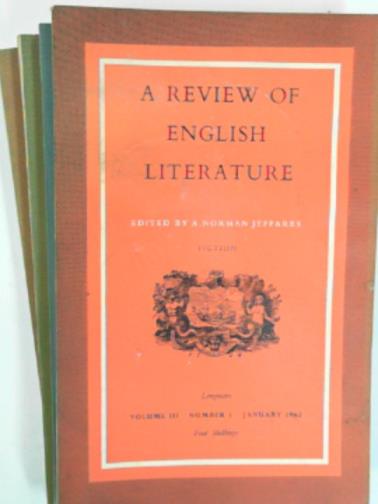 A REVIEW OF
ENGLISH
LITERATURE
EDITED BY A. NORMAN JEFFARES
FICTION
Longmans
VOLUME III NUMBER 1 JANUARY 1962
Four Shillings